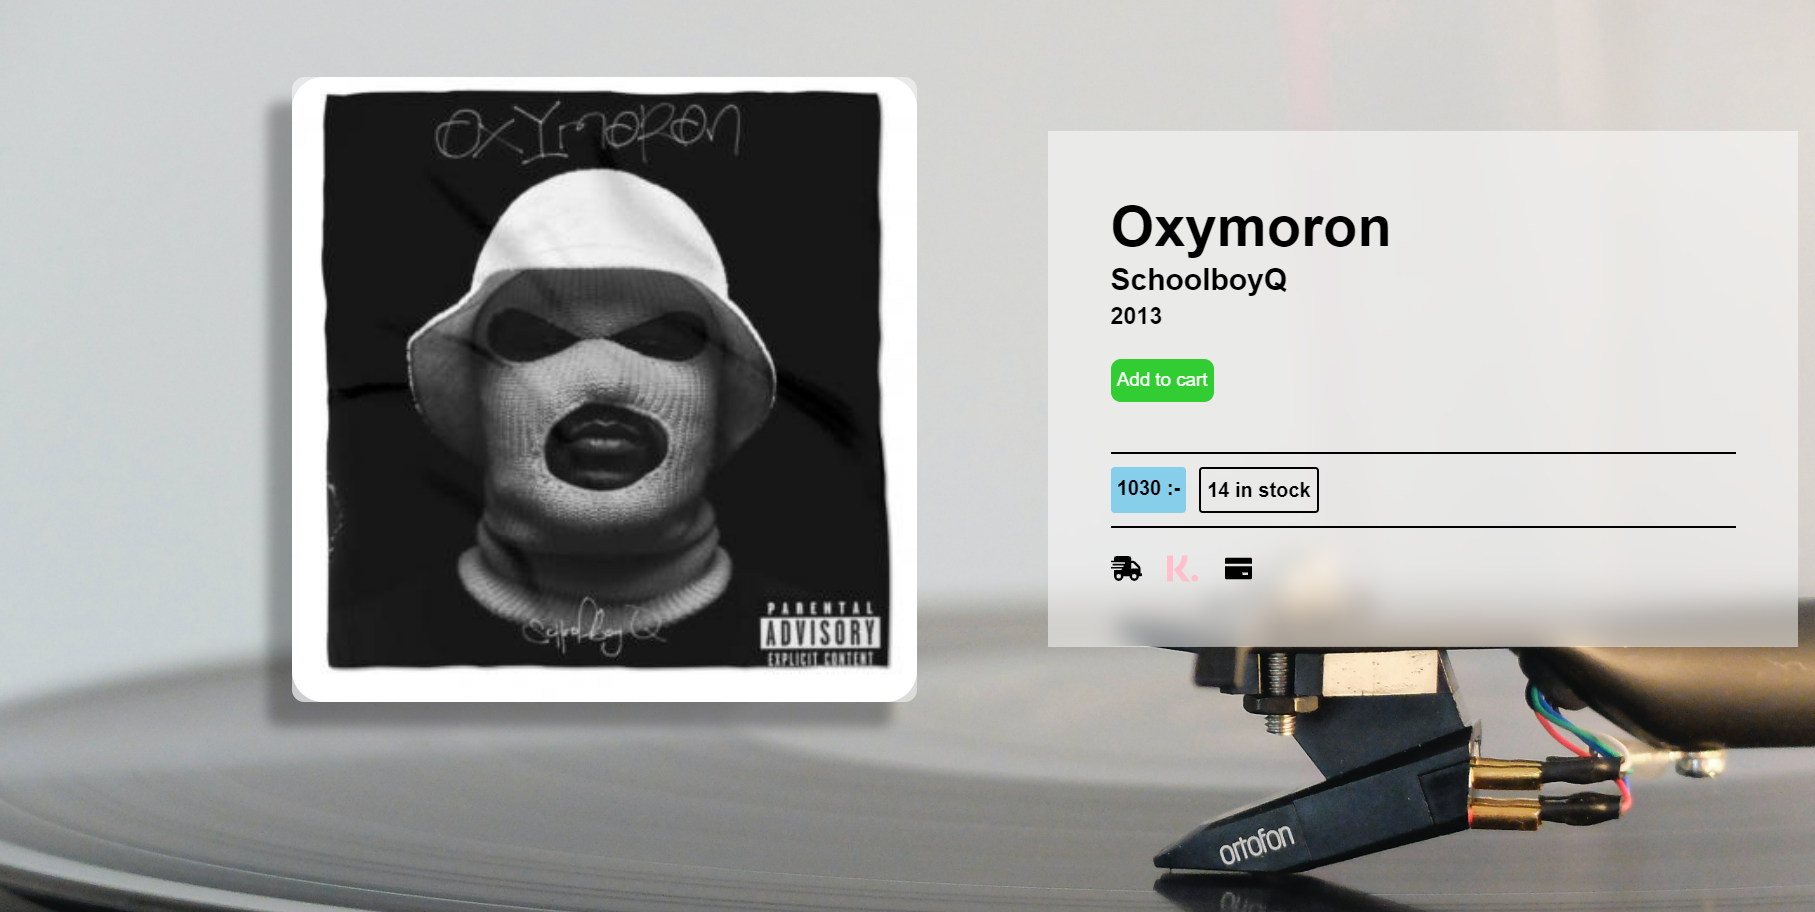 OXYmoRon
SchoolboyQ
PARENTAL
ADVISORY
EXPLICIT CONTENT
Oxymoron
SchoolboyQ
2013
Add to cart
1030 :-
14 in stock
K.
ortofon